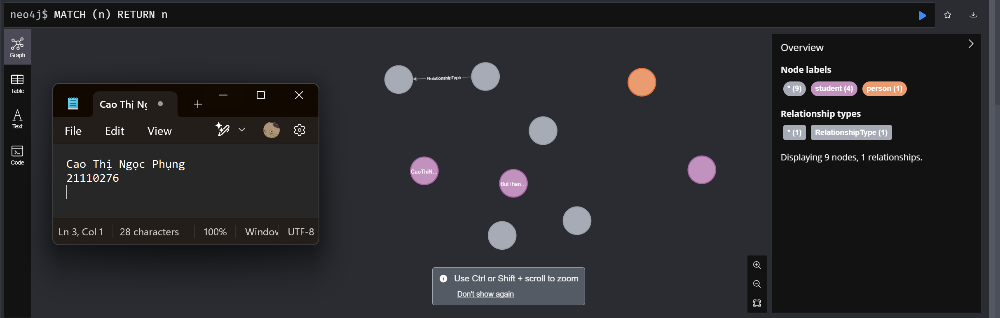 neo4j$ MATCH (n) RETURN n
Graph
Table
Text
Code
Cao Thị Ng
File Edit View
Cao Thị Ngọc Phụng
21110276
Ln 3, Col 1 28 characters 100% Window UTF-8
RelationshipType
CaoThiN...
BuiThan...
Use Ctrl or Shift + scroll to zoom
Don't show again
Overview
Node labels
* (9) student (4) person (1)
Relationship types
* (1) RelationshipType (1)
Displaying 9 nodes, 1 relationships.